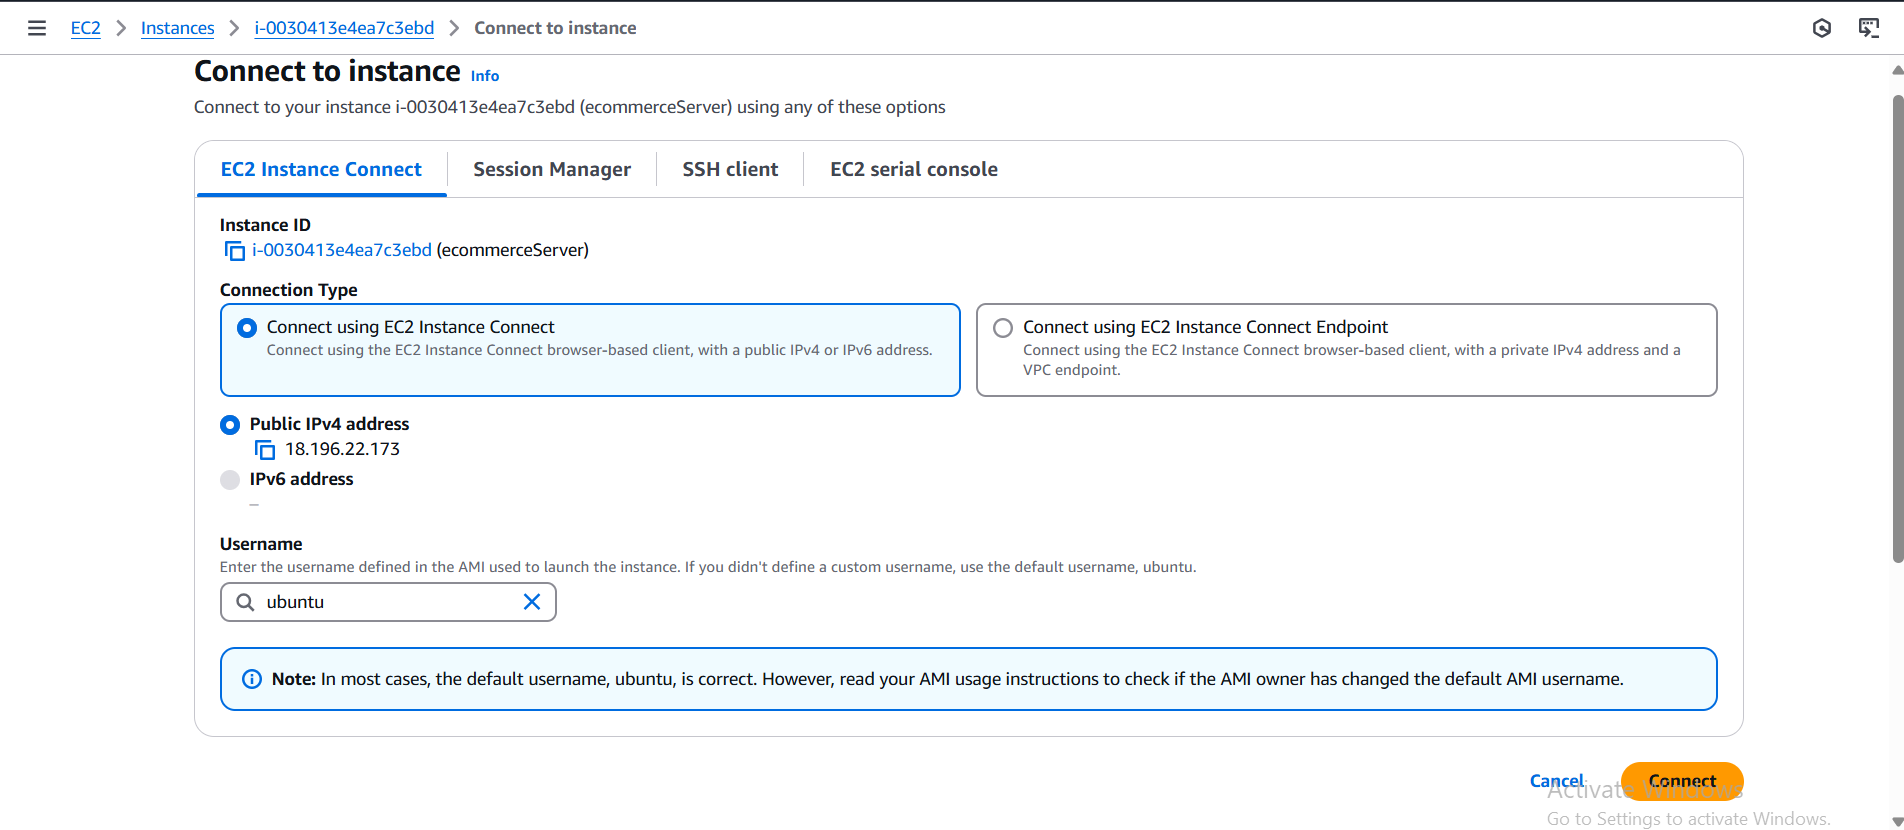 EC2 > Instances > i-0030413e4ea7c3ebd > Connect to instance
Connect to instance Info
Connect to your instance i-0030413e4ea7c3ebd (ecommerceServer) using any of these options
EC2 Instance Connect Session Manager SSH client EC2 serial console
Instance ID
i-0030413e4ea7c3ebd (ecommerceServer)
Connection Type
Connect using EC2 Instance Connect
Connect using the EC2 Instance Connect browser-based client, with a public IPv4 or IPv6 address.
Connect using EC2 Instance Connect Endpoint
Connect using the EC2 Instance Connect browser-based client, with a private IPv4 address and a
VPC endpoint.
Public IPv4 address
18.196.22.173
IPv6 address
–
Username
Enter the username defined in the AMI used to launch the instance. If you didn't define a custom username, use the default username, ubuntu.
ubuntu
Note: In most cases, the default username, ubuntu, is correct. However, read your AMI usage instructions to check if the AMI owner has changed the default AMI username.
Cancel Connect
Activate Windows
Go to Settings to activate Windows.